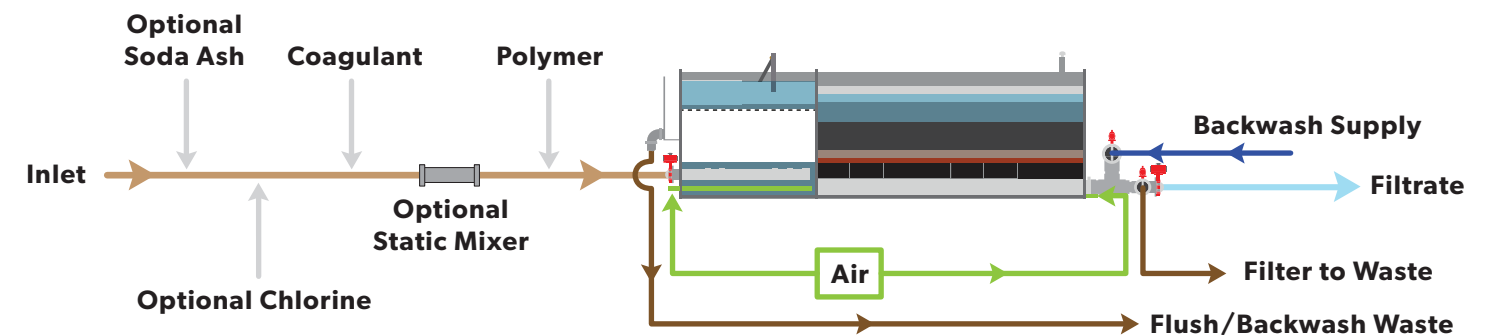 Optional
Soda Ash
Coagulant
Polymer
Backwash Supply
Inlet
Filtrate
Optional
Static Mixer
Air
Filter to Waste
Optional Chlorine
Flush/Backwash Waste